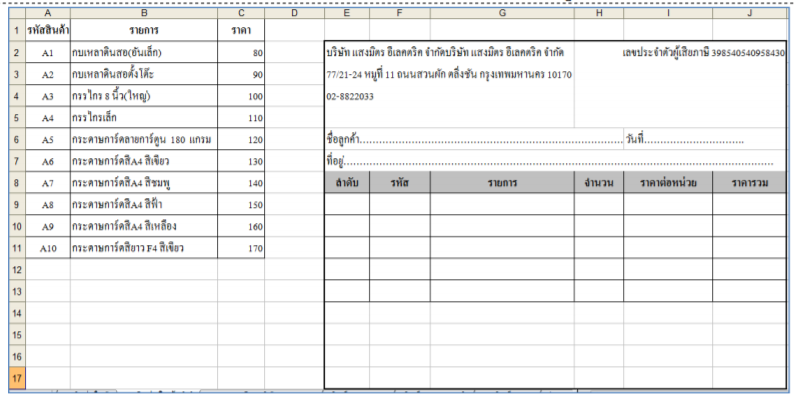 A B C D E F G H I J
1 รหัสสินค้า รายการ ราคา
2 A1 กบเหลาดินสอ(อันเล็ก) 80 บริษัท แสงมิตร อีเลคตริค จำกัดบริษัท แสงมิตร อีเลคตริค จำกัด เลขประจำตัวผู้เสียภาษี 398540540958430
3 A2 กบเหลาดินสอตั้งโต๊ะ 90 77/21-24 หมู่ที่ 11 ถนนสวนผัก ตลิ่งชัน กรุงเทพมหานคร 10170
4 A3 กรรไกร 8 นิ้ว(ใหญ่) 100 02-8822033
5 A4 กรรไกรเล็ก 110
6 A5 กระดาษการ์ดลายการ์ตูน 180 แกรม 120 ชื่อลูกค้า.................................................................. วันที่............................
7 A6 กระดาษการ์ดสีA4 สีเขียว 130 ที่อยู่..................................................................................................
8 A7 กระดาษการ์ดสีA4 สีชมพู 140 ลำดับ รหัส รายการ จำนวน ราคาต่อหน่วย ราคารวม
9 A8 กระดาษการ์ดสีA4 สีฟ้า 150
10 A9 กระดาษการ์ดสีA4 สีเหลือง 160
11 A10 กระดาษการ์ดสียาว F4 สีเขียว 170
12
13
14
15
16
17